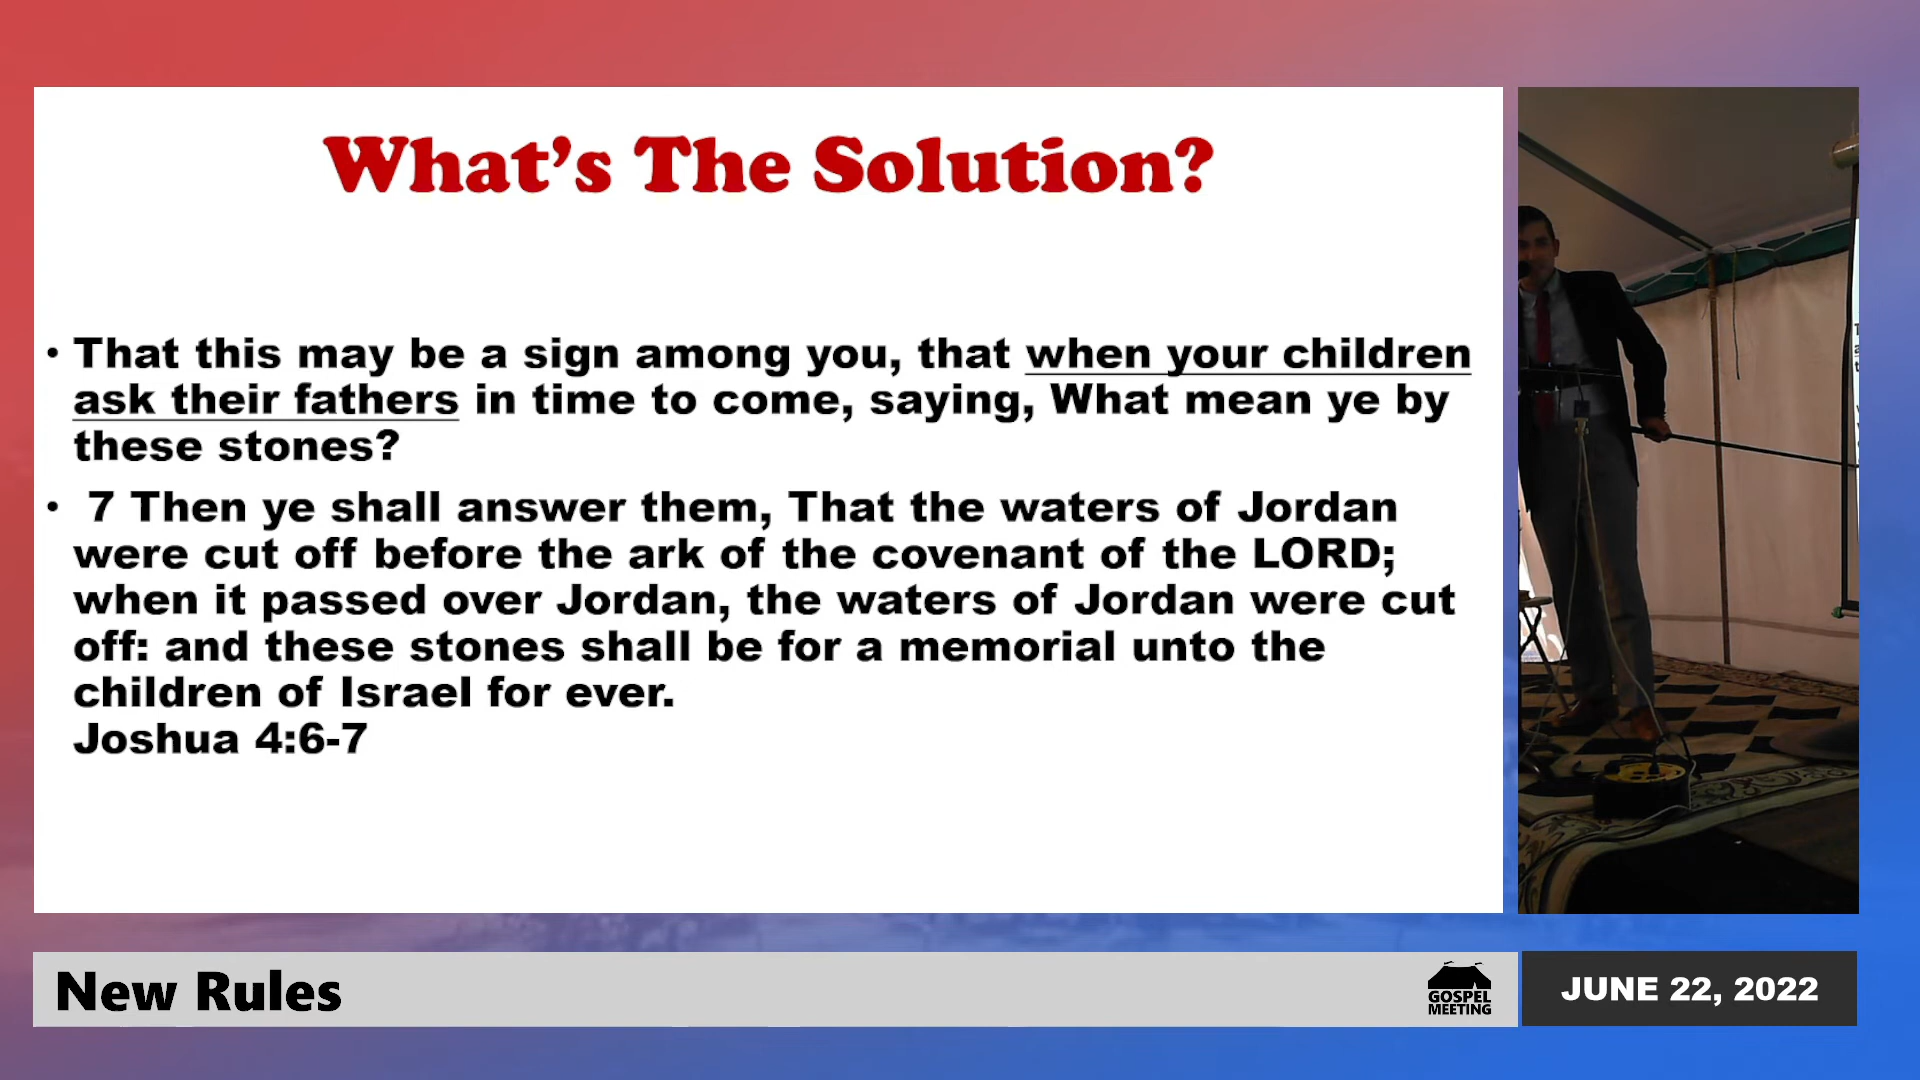 What’s The Solution?
• That this may be a sign among you, that when your children
ask their fathers in time to come, saying, What mean ye by
these stones?
• 7 Then ye shall answer them, That the waters of Jordan
were cut off before the ark of the covenant of the LORD;
when it passed over Jordan, the waters of Jordan were cut
off: and these stones shall be for a memorial unto the
children of Israel for ever.
Joshua 4:6-7
New Rules
GOSPEL
MEETING
JUNE 22, 2022